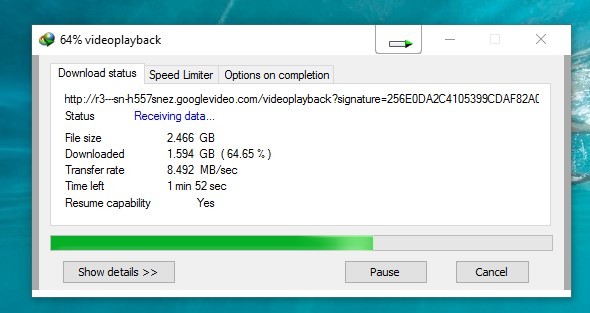 64% videoplayback
Download status Speed Limiter Options on completion
http://r3---sn-h557snez.googlevideo.com/videoplayback?signature=256E0DA2C4105399CDAF82A0
Status Receiving data...
File size 2.466 GB
Downloaded 1.594 GB ( 64.65 % )
Transfer rate 8.492 MB/sec
Time left 1 min 52 sec
Resume capability Yes
Show details >> Pause Cancel